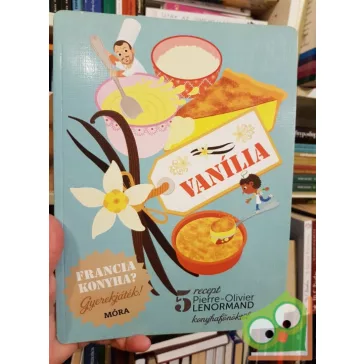 VANÍLIA
FRANCIA
KONYHA?
Gyerekjáték!
MÓRA
5 recept
Pierre-Olivier
LENORMAND
konyhafőnöktől